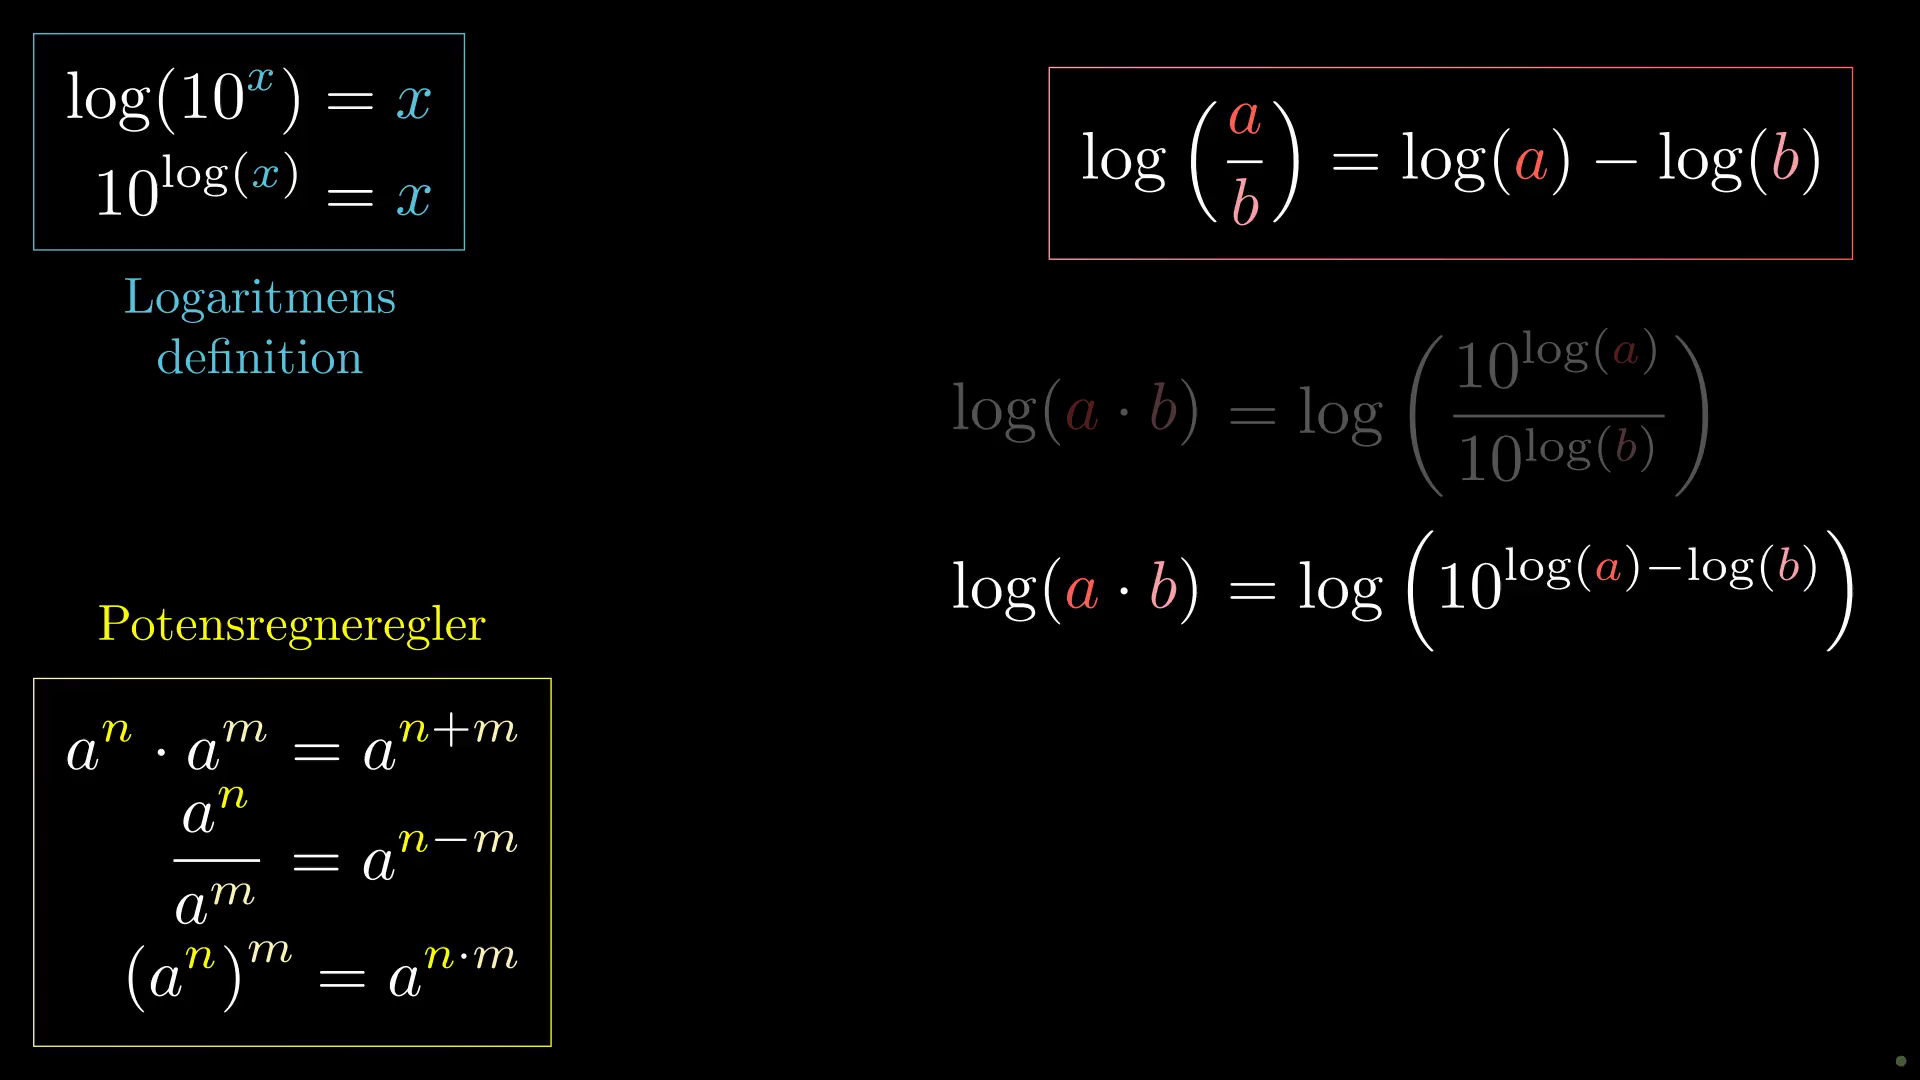 log(10^x) = x
10^log(x) = x
Logaritmens
definition
Potensregneregler
a^n · a^m = a^(n+m)
a^n / a^m = a^(n−m)
(a^n)^m = a^(n·m)
log(a/b) = log(a) − log(b)
log(a · b) = log(10^log(a) / 10^log(b))
log(a · b) = log(10^(log(a)−log(b)))